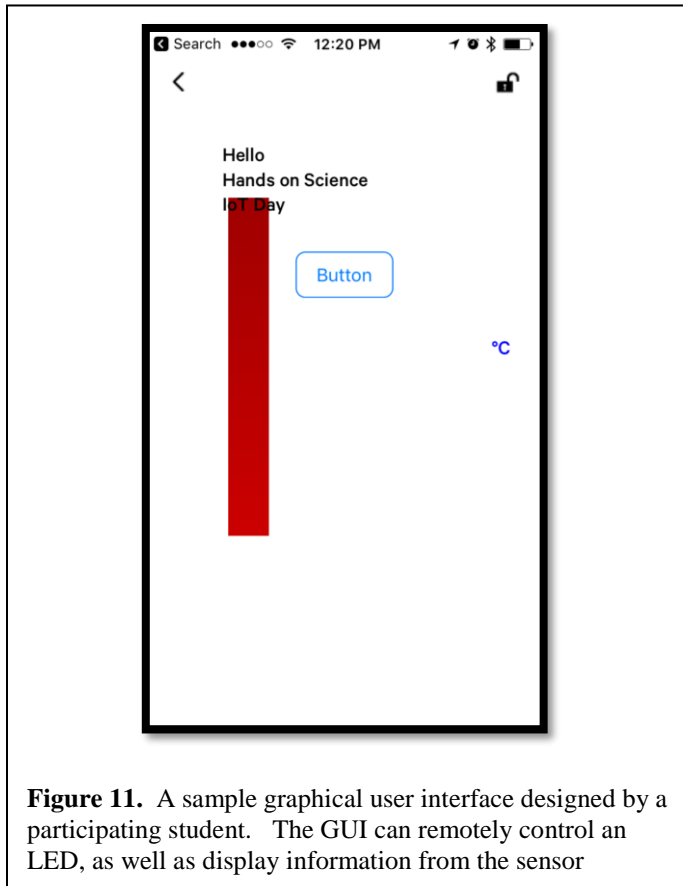 Search 12:20 PM
Hello
Hands on Science
IoT Day
Button
°C
Figure 11. A sample graphical user interface designed by a
participating student. The GUI can remotely control an
LED, as well as display information from the sensor